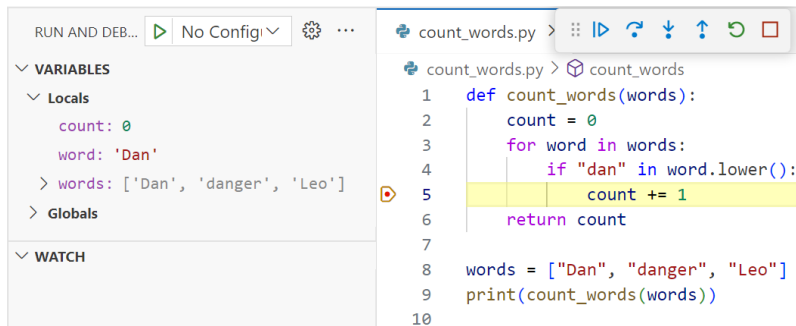 RUN AND DEB...
No Config
VARIABLES
Locals
count: 0
word: 'Dan'
words: ['Dan', 'danger', 'Leo']
Globals
WATCH
count_words.py
count_words.py > count_words
1 def count_words(words):
2     count = 0
3     for word in words:
4         if "dan" in word.lower():
5             count += 1
6     return count
7
8 words = ["Dan", "danger", "Leo"]
9 print(count_words(words))
10